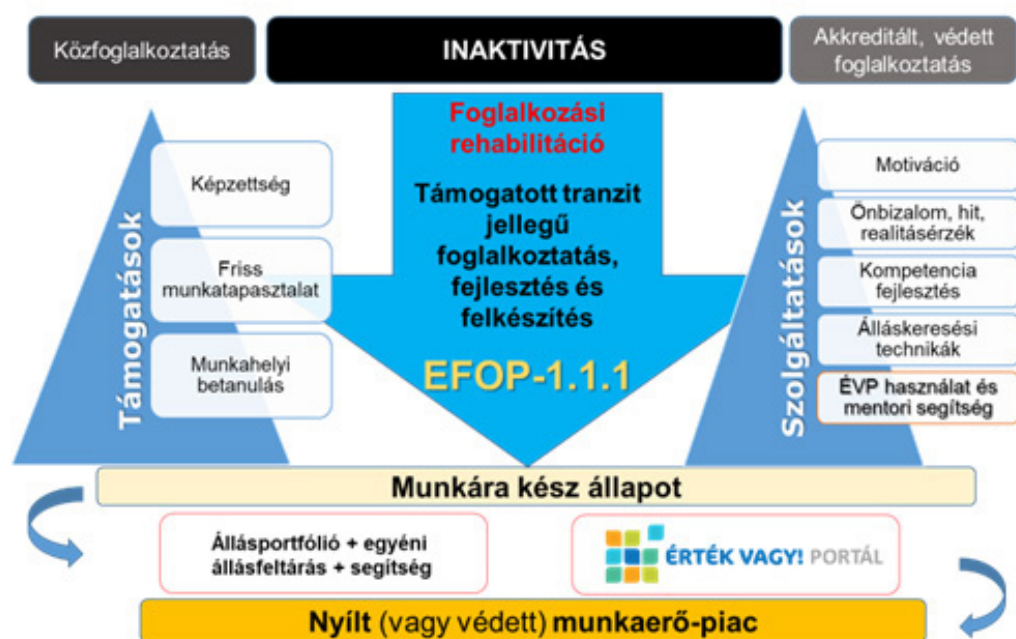 Közfoglalkoztatás
INAKTIVITÁS
Akkreditált, védett
foglalkoztatás
Támogatások
Képzettség
Friss
munkatapasztalat
Munkahelyi
betanulás
Foglalkozási
rehabilitáció
Támogatott tranzit
jellegű
foglalkoztatás,
fejlesztés és
felkészítés
EFOP-1.1.1
Szolgáltatások
Motiváció
Önbizalom, hit,
realitásérzék
Kompetencia
fejlesztés
Álláskeresési
technikák
ÉVP használat és
mentori segítség
Munkára kész állapot
Állásportfólió + egyéni
állásfeltárás + segítség
ÉRTÉK VAGY! PORTÁL
Nyílt (vagy védett) munkaerő-piac